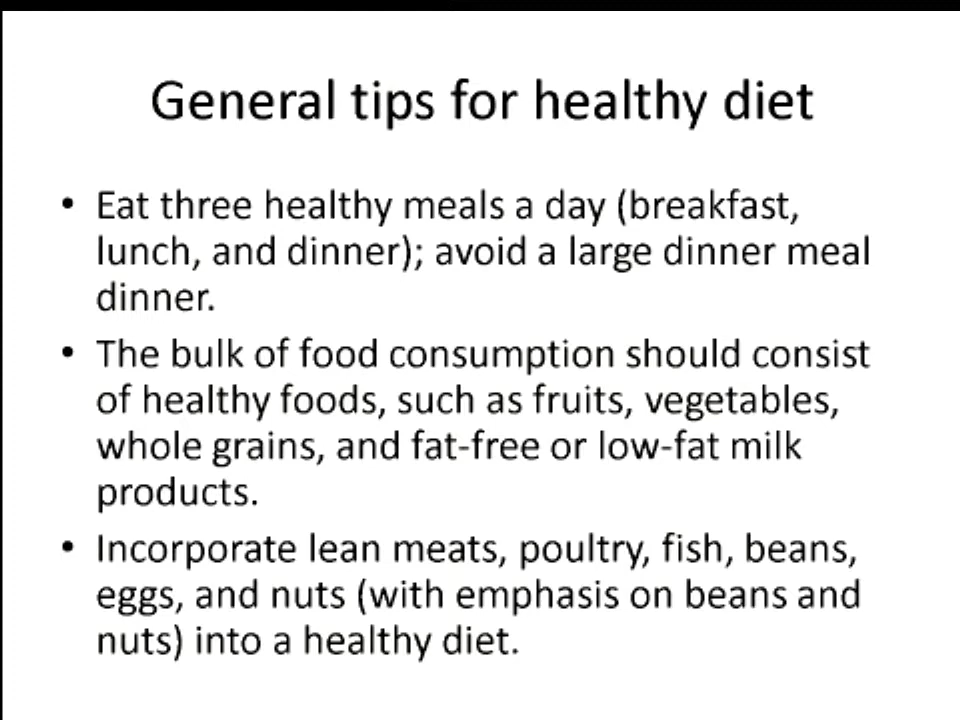 General tips for healthy diet
• Eat three healthy meals a day (breakfast,
lunch, and dinner); avoid a large dinner meal
dinner.
• The bulk of food consumption should consist
of healthy foods, such as fruits, vegetables,
whole grains, and fat-free or low-fat milk
products.
• Incorporate lean meats, poultry, fish, beans,
eggs, and nuts (with emphasis on beans and
nuts) into a healthy diet.